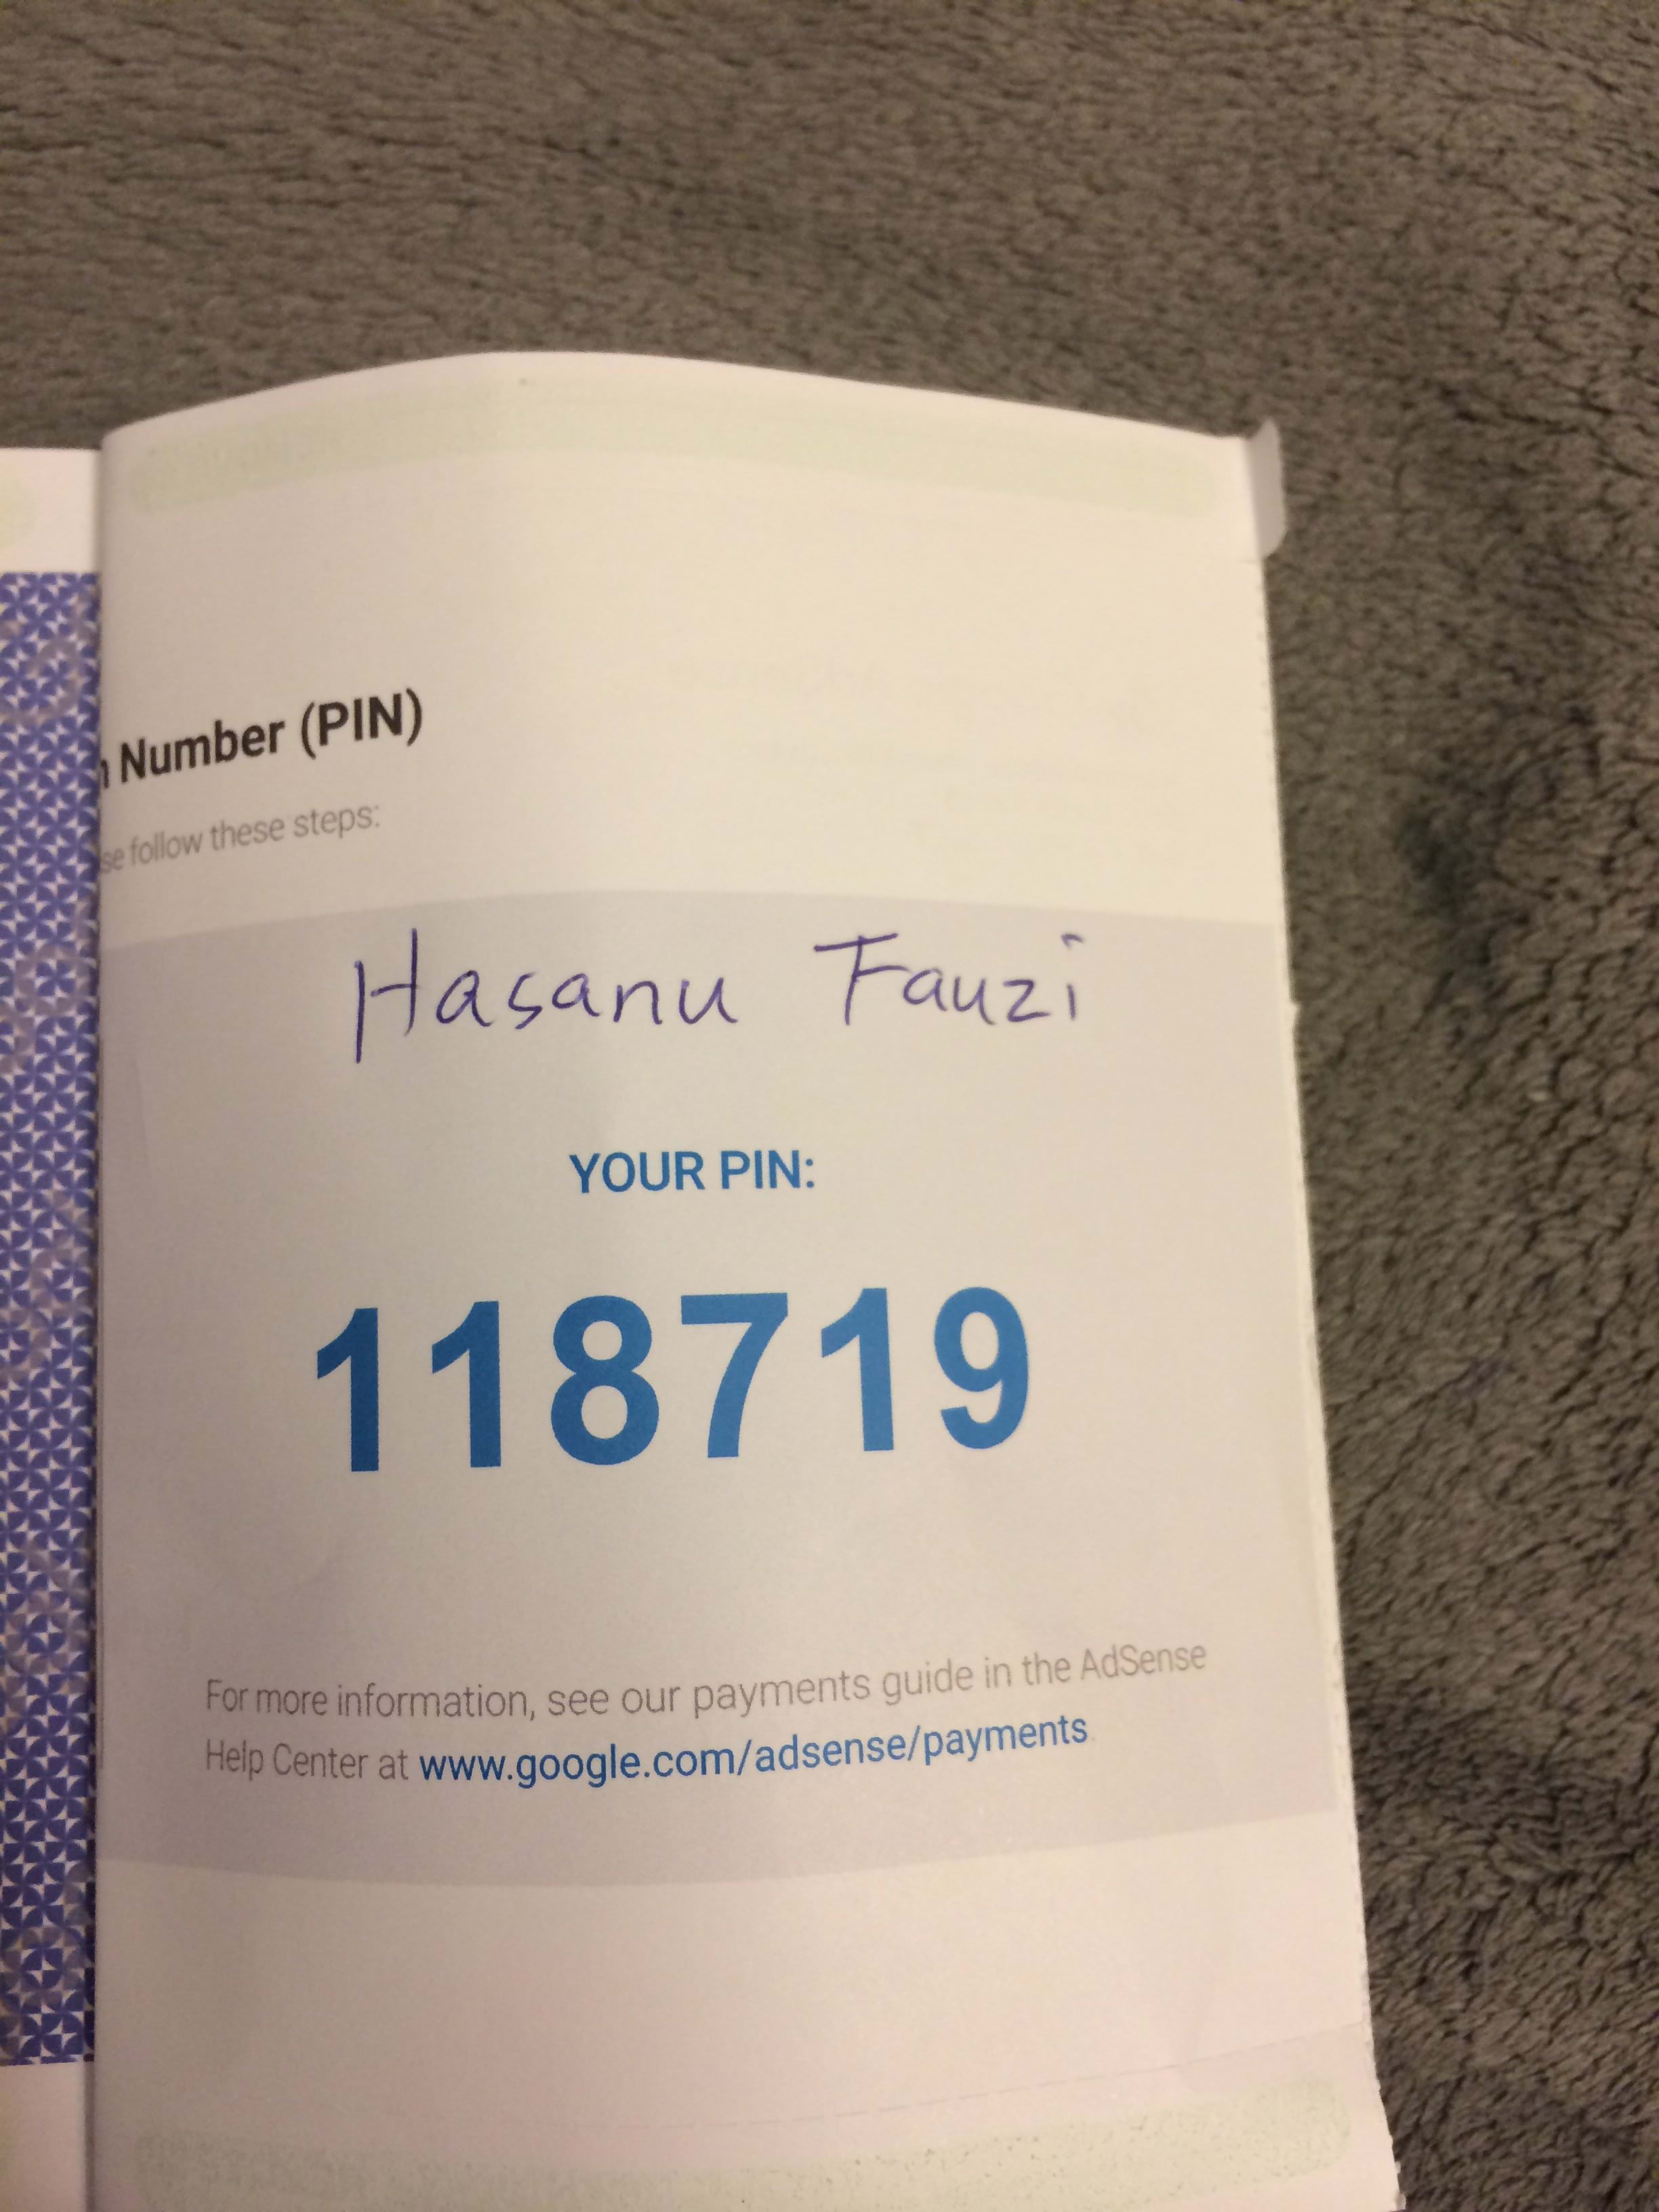 Number (PIN)
follow these steps:
Hasanu Fauzi
YOUR PIN:
118719
For more information, see our payments guide in the AdSense
Help Center at www.google.com/adsense/payments